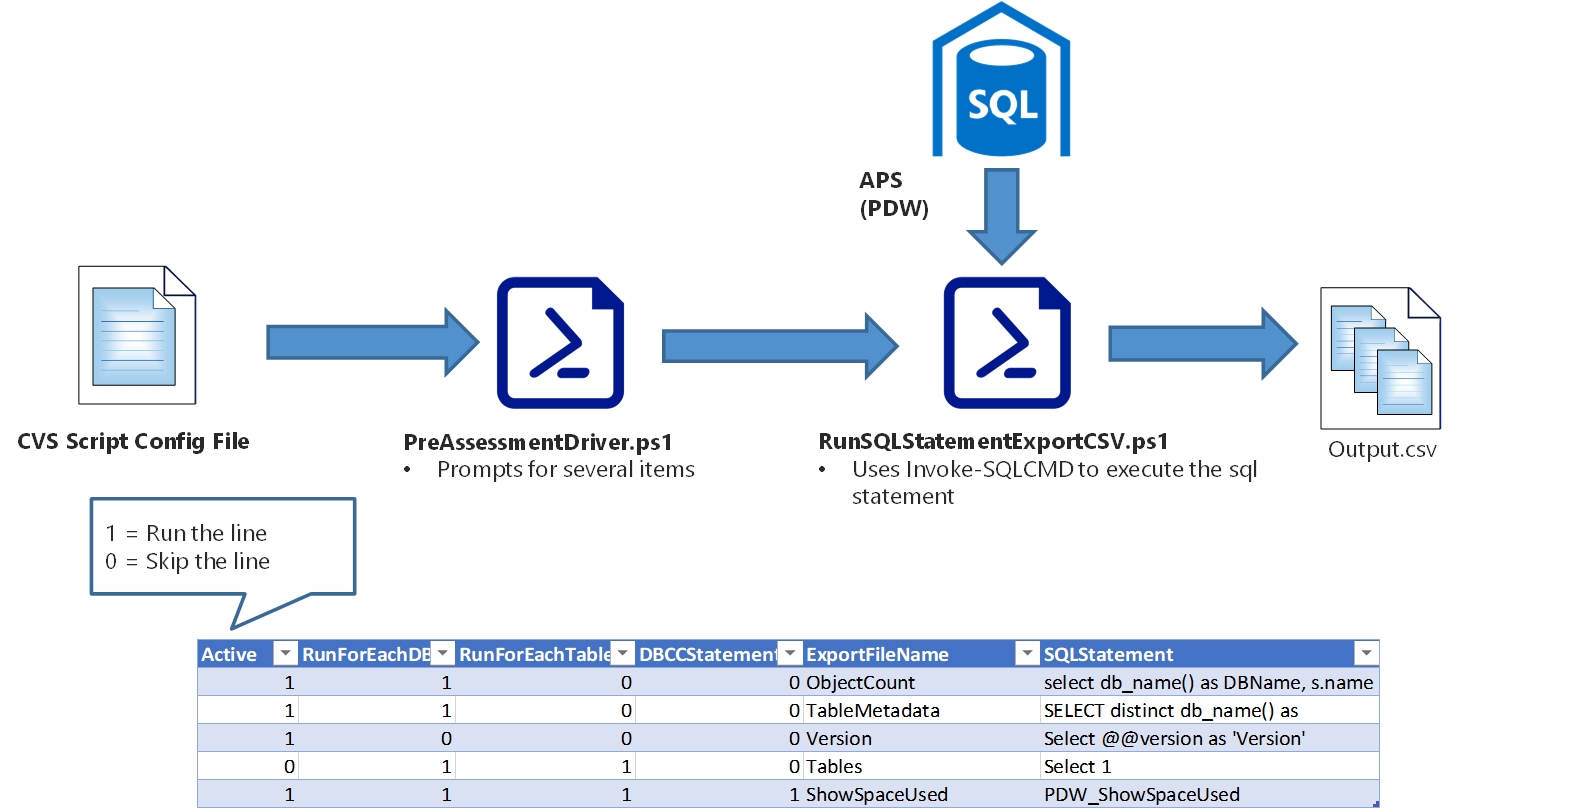 SQL
APS
(PDW)
CVS Script Config File
PreAssessmentDriver.ps1
• Prompts for several items
RunSQLStatementExportCSV.ps1
• Uses Invoke-SQLCMD to execute the sql
statement
Output.csv
1 = Run the line
0 = Skip the line
Active RunForEachDB RunForEachTable DBCCStatement ExportFileName SQLStatement
1 1 0 0 ObjectCount select db_name() as DBName, s.name
1 1 0 0 TableMetadata SELECT distinct db_name() as
1 0 0 0 Version Select @@version as 'Version'
0 1 1 0 Tables Select 1
1 1 1 1 ShowSpaceUsed PDW_ShowSpaceUsed